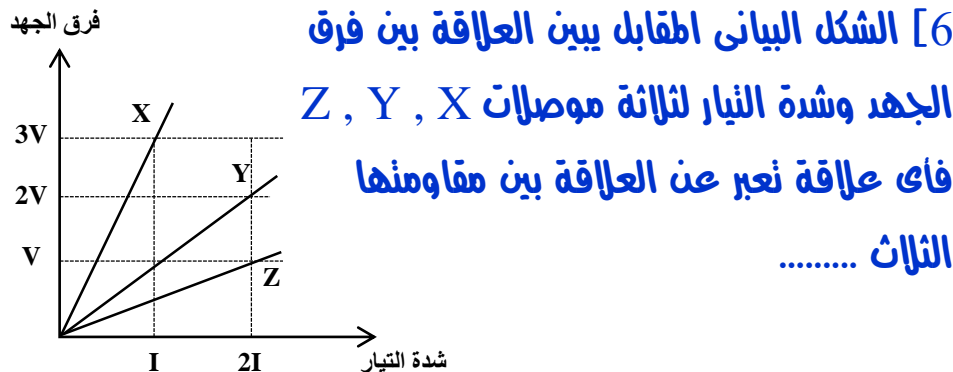 6] الشكل البيانى المقابل يبين العلاقة بين فرق
الجهد وشدة التيار لثلاثة موصلات Z , Y , X
فأى علاقة تعبر عن العلاقة بين مقاومتها
الثلاث .........
فرق الجهد
X
3V
Y
2V
V
Z
I
2I
شدة التيار